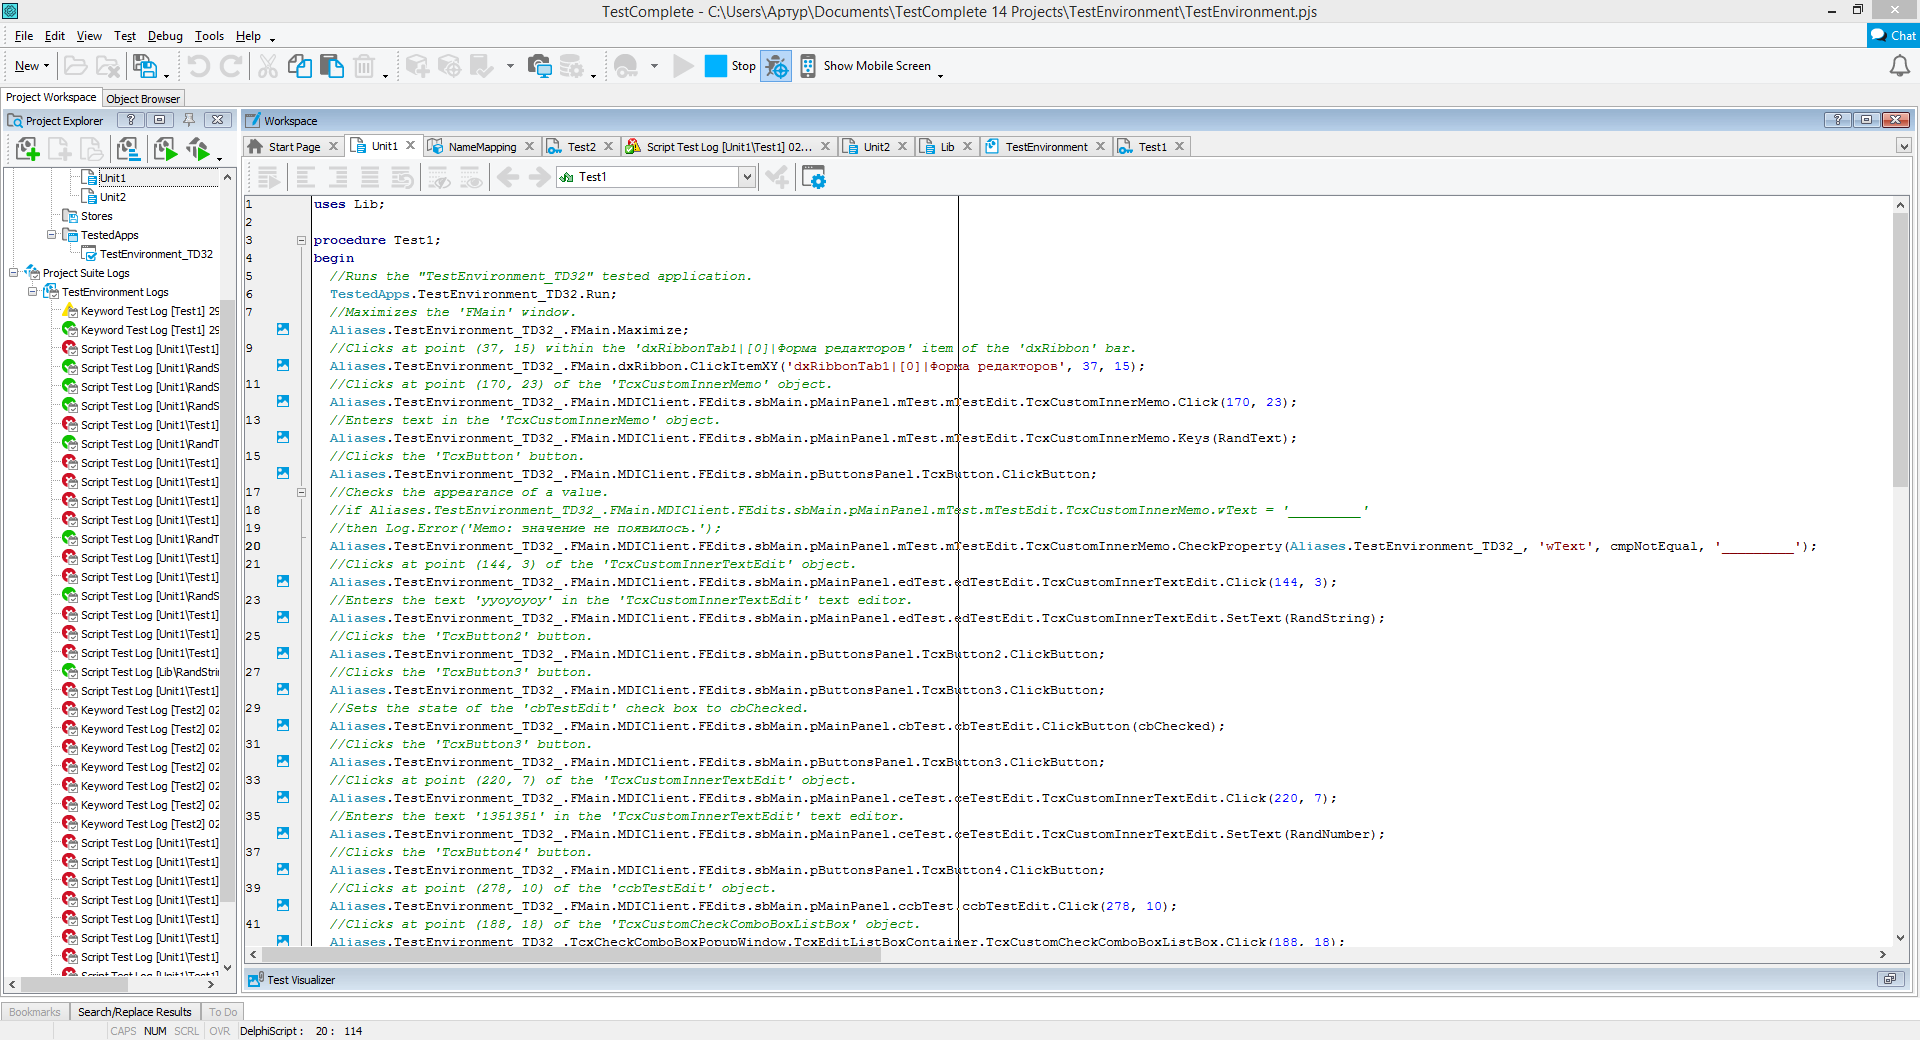 TestComplete - C:\Users\Артур\Documents\TestComplete 14 Projects\TestEnvironment\TestEnvironment.pjs
File Edit View Test Debug Tools Help
Chat
New
Stop
Show Mobile Screen
Project Workspace Object Browser
Project Explorer
Unit1
Unit2
Stores
TestedApps
TestEnvironment_TD32
Project Suite Logs
TestEnvironment Logs
Keyword Test Log [Test1] 29
Keyword Test Log [Test1] 29
Script Test Log [Unit1\Test1]
Script Test Log [Unit1\RandS
Script Test Log [Unit1\RandS
Script Test Log [Unit1\RandS
Script Test Log [Unit1\Test1]
Script Test Log [Unit1\RandT
Script Test Log [Unit1\Test1]
Script Test Log [Unit1\Test1]
Script Test Log [Unit1\Test1]
Script Test Log [Unit1\Test1]
Script Test Log [Unit1\RandT
Script Test Log [Unit1\Test1]
Script Test Log [Unit1\Test1]
Script Test Log [Unit1\RandS
Script Test Log [Unit1\Test1]
Script Test Log [Unit1\Test1]
Script Test Log [Unit1\Test1]
Script Test Log [Lib\RandStri
Script Test Log [Unit1\Test1]
Keyword Test Log [Test2] 02
Keyword Test Log [Test2] 02
Keyword Test Log [Test2] 02
Keyword Test Log [Test2] 02
Keyword Test Log [Test2] 02
Keyword Test Log [Test2] 02
Keyword Test Log [Test2] 02
Script Test Log [Unit1\Test1]
Script Test Log [Unit1\Test1]
Script Test Log [Unit1\Test1]
Script Test Log [Unit1\Test1]
Script Test Log [Unit1\Test1]
Script Test Log [Unit1\Test1]
Script Test Log [Unit1\Test1]
Script Test Log [Unit1\Test1]
Workspace
Start Page Unit1 NameMapping Test2 Script Test Log [Unit1\Test1] 02... Unit2 Lib TestEnvironment Test1
Test1
1 uses Lib;
2
3 procedure Test1;
4 begin
5 //Runs the "TestEnvironment_TD32" tested application.
6 TestedApps.TestEnvironment_TD32.Run;
7 //Maximizes the 'FMain' window.
Aliases.TestEnvironment_TD32_.FMain.Maximize;
9 //Clicks at point (37, 15) within the 'dxRibbonTab1|[0]|Форма редакторов' item of the 'dxRibbon' bar.
Aliases.TestEnvironment_TD32_.FMain.dxRibbon.ClickItemXY('dxRibbonTab1|[0]|Форма редакторов', 37, 15);
11 //Clicks at point (170, 23) of the 'TcxCustomInnerMemo' object.
Aliases.TestEnvironment_TD32_.FMain.MDIClient.FEdits.sbMain.pMainPanel.mTest.mTestEdit.TcxCustomInnerMemo.Click(170, 23);
13 //Enters text in the 'TcxCustomInnerMemo' object.
Aliases.TestEnvironment_TD32_.FMain.MDIClient.FEdits.sbMain.pMainPanel.mTest.mTestEdit.TcxCustomInnerMemo.Keys(RandText);
15 //Clicks the 'TcxButton' button.
Aliases.TestEnvironment_TD32_.FMain.MDIClient.FEdits.sbMain.pButtonsPanel.TcxButton.ClickButton;
17 //Checks the appearance of a value.
18 //if Aliases.TestEnvironment_TD32_.FMain.MDIClient.FEdits.sbMain.pMainPanel.mTest.mTestEdit.TcxCustomInnerMemo.wText = '_________'
19 //then Log.Error('Memo: значение не появилось.');
20 Aliases.TestEnvironment_TD32_.FMain.MDIClient.FEdits.sbMain.pMainPanel.mTest.mTestEdit.TcxCustomInnerMemo.CheckProperty(Aliases.TestEnvironment_TD32_, 'wText', cmpNotEqual, '_________');
21 //Clicks at point (144, 3) of the 'TcxCustomInnerTextEdit' object.
Aliases.TestEnvironment_TD32_.FMain.MDIClient.FEdits.sbMain.pMainPanel.edTest.edTestEdit.TcxCustomInnerTextEdit.Click(144, 3);
23 //Enters the text 'yyoyoyoy' in the 'TcxCustomInnerTextEdit' text editor.
Aliases.TestEnvironment_TD32_.FMain.MDIClient.FEdits.sbMain.pMainPanel.edTest.edTestEdit.TcxCustomInnerTextEdit.SetText(RandString);
25 //Clicks the 'TcxButton2' button.
Aliases.TestEnvironment_TD32_.FMain.MDIClient.FEdits.sbMain.pButtonsPanel.TcxButton2.ClickButton;
27 //Clicks the 'TcxButton3' button.
Aliases.TestEnvironment_TD32_.FMain.MDIClient.FEdits.sbMain.pButtonsPanel.TcxButton3.ClickButton;
29 //Sets the state of the 'cbTestEdit' check box to cbChecked.
Aliases.TestEnvironment_TD32_.FMain.MDIClient.FEdits.sbMain.pMainPanel.cbTest.cbTestEdit.ClickButton(cbChecked);
31 //Clicks the 'TcxButton3' button.
Aliases.TestEnvironment_TD32_.FMain.MDIClient.FEdits.sbMain.pButtonsPanel.TcxButton3.ClickButton;
33 //Clicks at point (220, 7) of the 'TcxCustomInnerTextEdit' object.
Aliases.TestEnvironment_TD32_.FMain.MDIClient.FEdits.sbMain.pMainPanel.ceTest.ceTestEdit.TcxCustomInnerTextEdit.Click(220, 7);
35 //Enters the text '1351351' in the 'TcxCustomInnerTextEdit' text editor.
Aliases.TestEnvironment_TD32_.FMain.MDIClient.FEdits.sbMain.pMainPanel.ceTest.ceTestEdit.TcxCustomInnerTextEdit.SetText(RandNumber);
37 //Clicks the 'TcxButton4' button.
Aliases.TestEnvironment_TD32_.FMain.MDIClient.FEdits.sbMain.pButtonsPanel.TcxButton4.ClickButton;
39 //Clicks at point (278, 10) of the 'ccbTestEdit' object.
Aliases.TestEnvironment_TD32_.FMain.MDIClient.FEdits.sbMain.pMainPanel.ccbTest.ccbTestEdit.Click(278, 10);
41 //Clicks at point (188, 18) of the 'TcxCustomCheckComboBoxListBox' object.
Aliases.TestEnvironment_TD32_.TcxCheckComboBoxPopupWindow.TcxEditListBoxContainer.TcxCustomCheckComboBoxListBox.Click(188, 18);
Test Visualizer
Bookmarks Search/Replace Results To Do
CAPS NUM SCRL OVR DelphiScript : 20 : 114